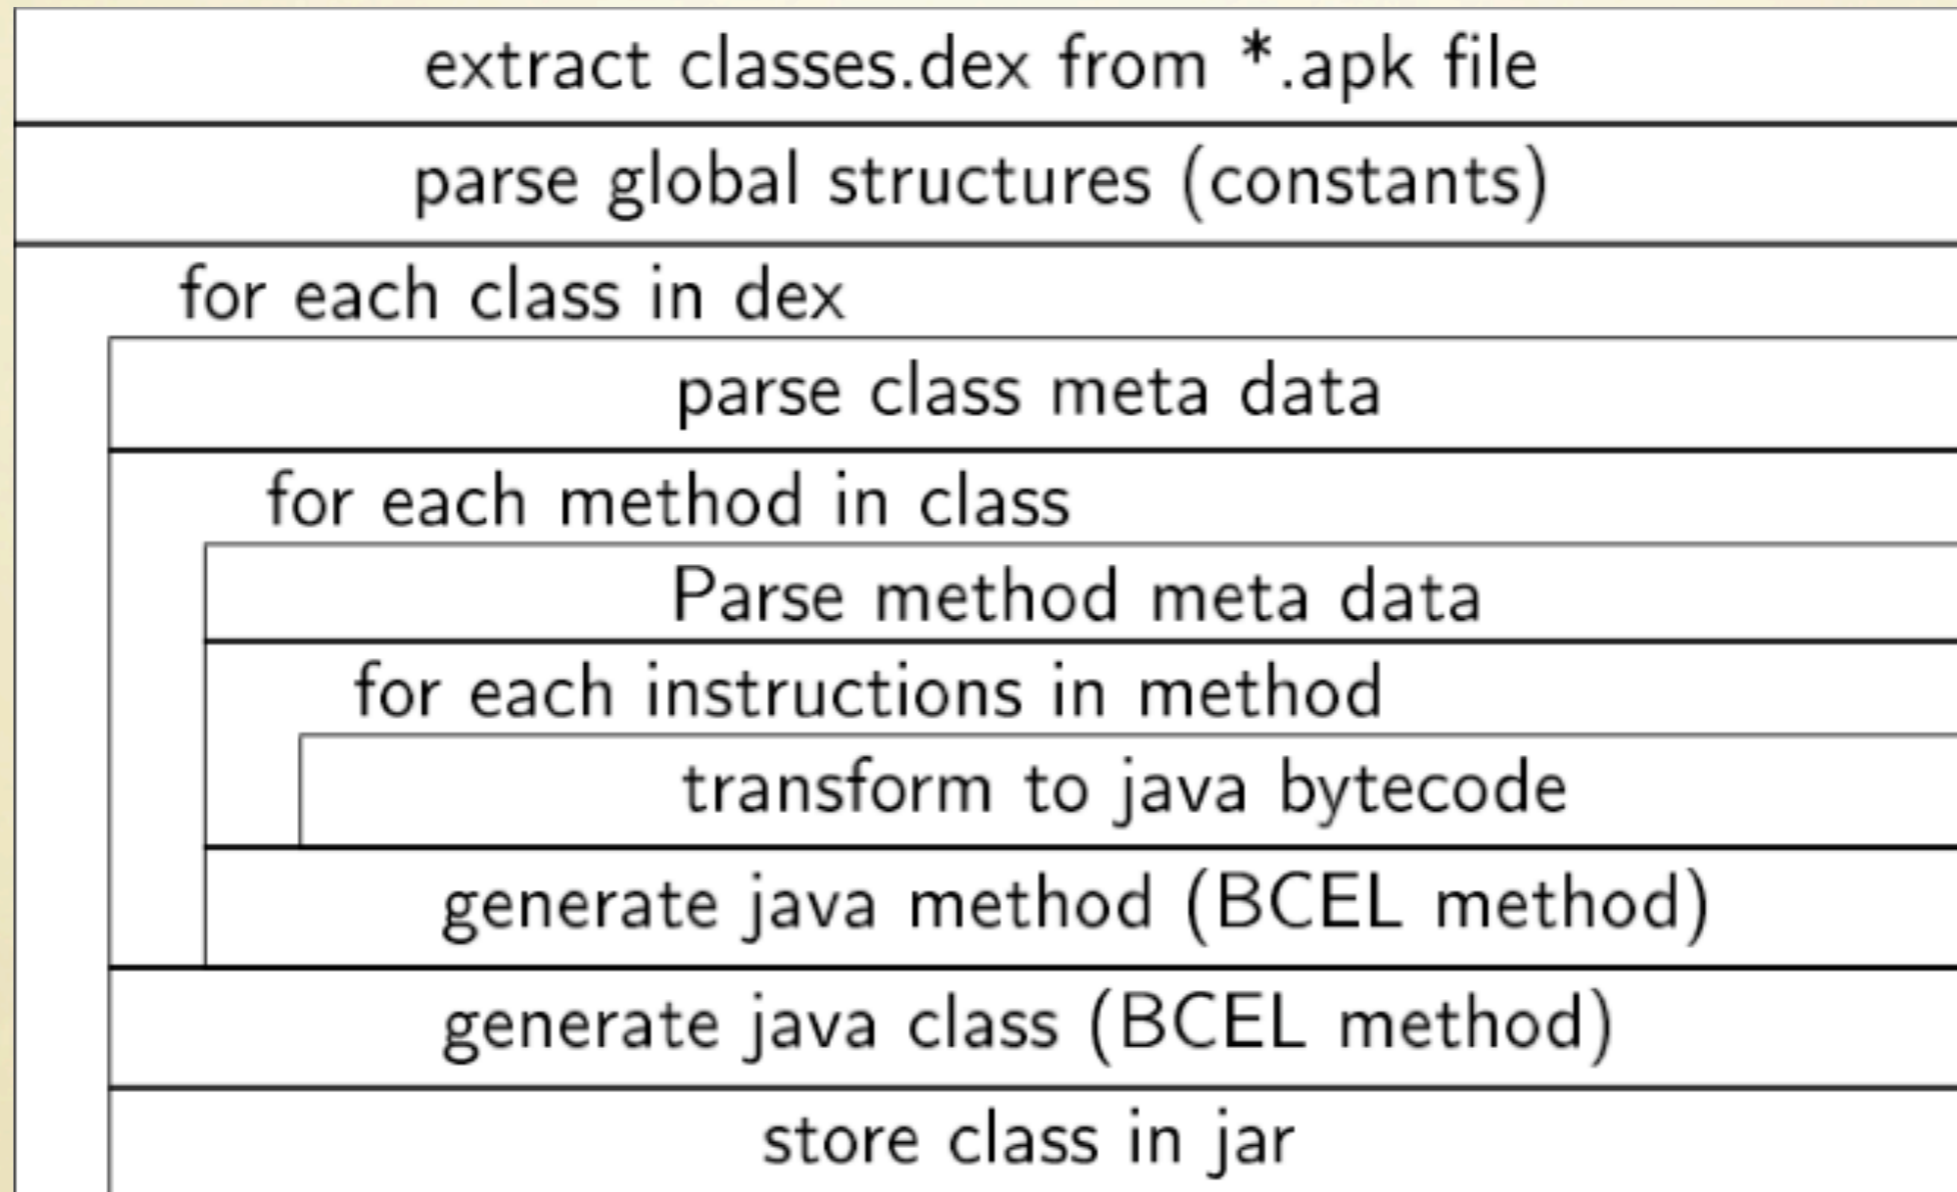 extract classes.dex from *.apk file
parse global structures (constants)
for each class in dex
parse class meta data
for each method in class
Parse method meta data
for each instructions in method
transform to java bytecode
generate java method (BCEL method)
generate java class (BCEL method)
store class in jar